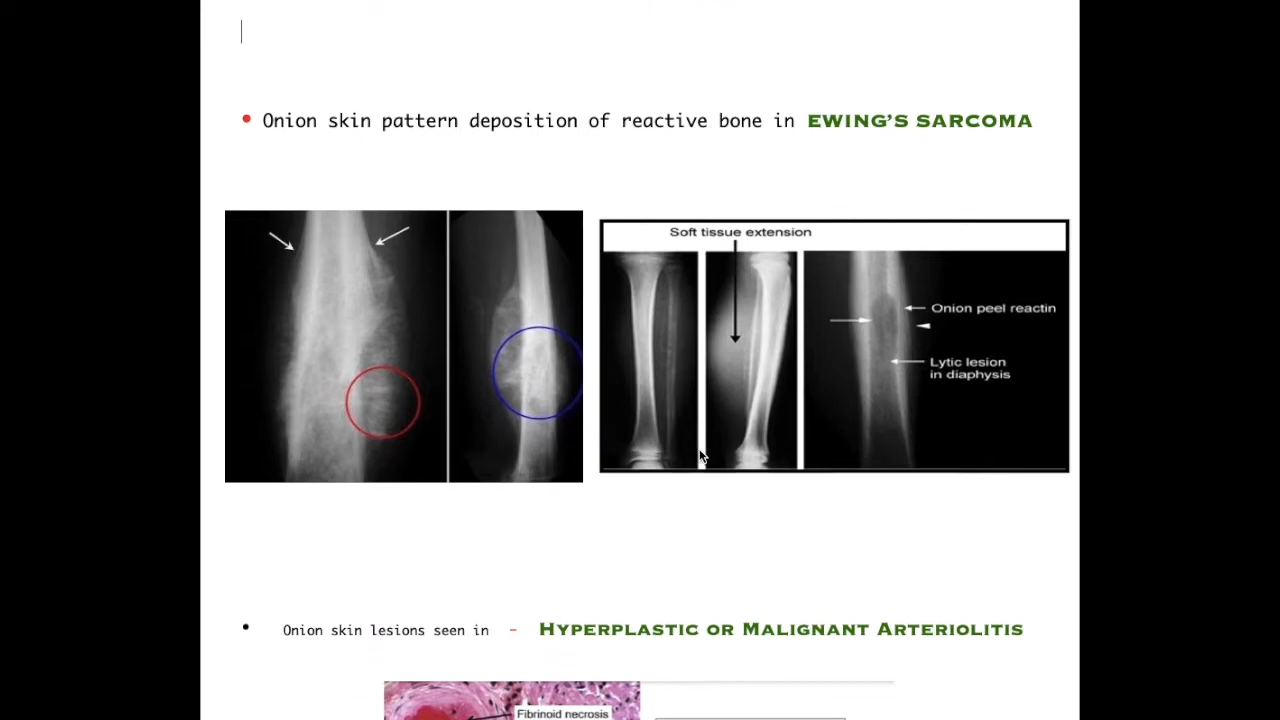 • Onion skin pattern deposition of reactive bone in EWING'S SARCOMA
Soft tissue extension
Onion peel reactin
Lytic lesion
in diaphysis
• Onion skin lesions seen in - HYPERPLASTIC OR MALIGNANT ARTERIOLITIS
Fibrinoid necrosis